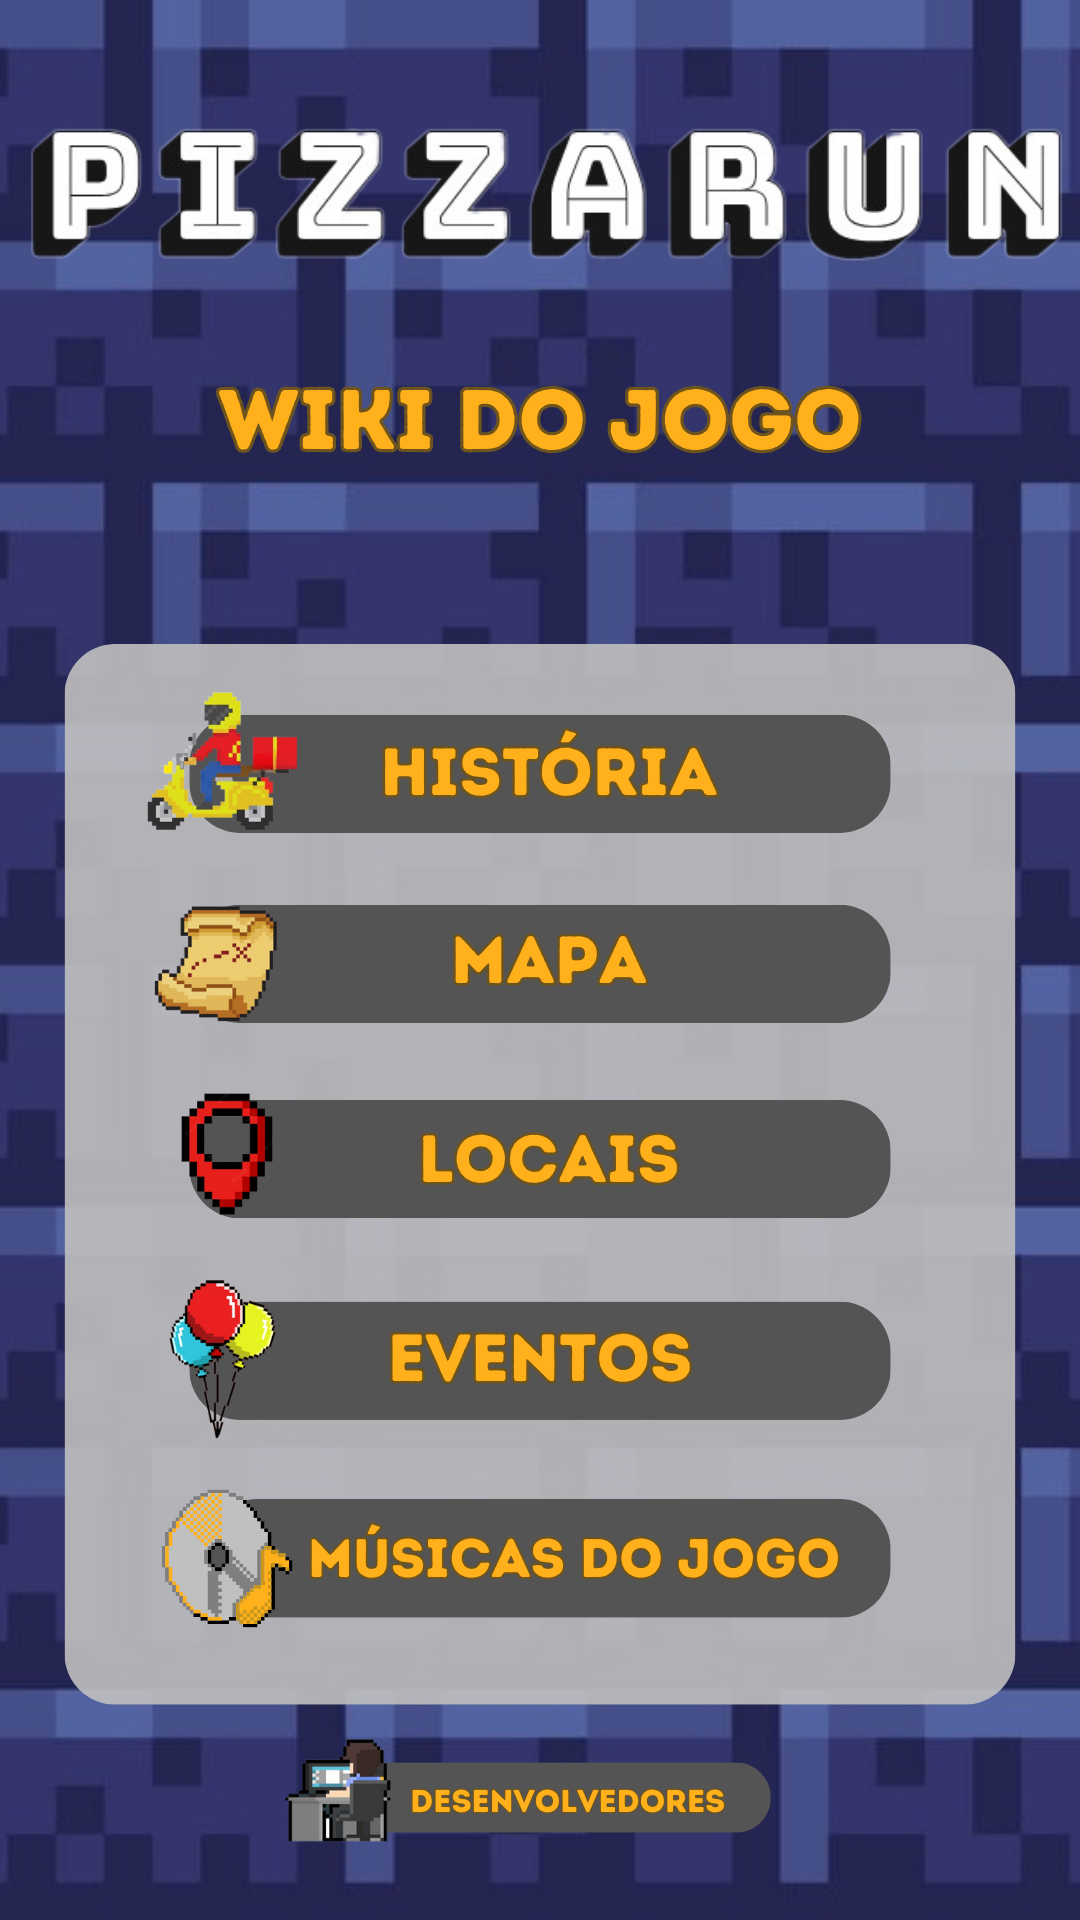 PIZZARUN
WIKI DO JOGO
HISTÓRIA
MAPA
LOCAIS
EVENTOS
MÚSICAS DO JOGO
DESENVOLVEDORES